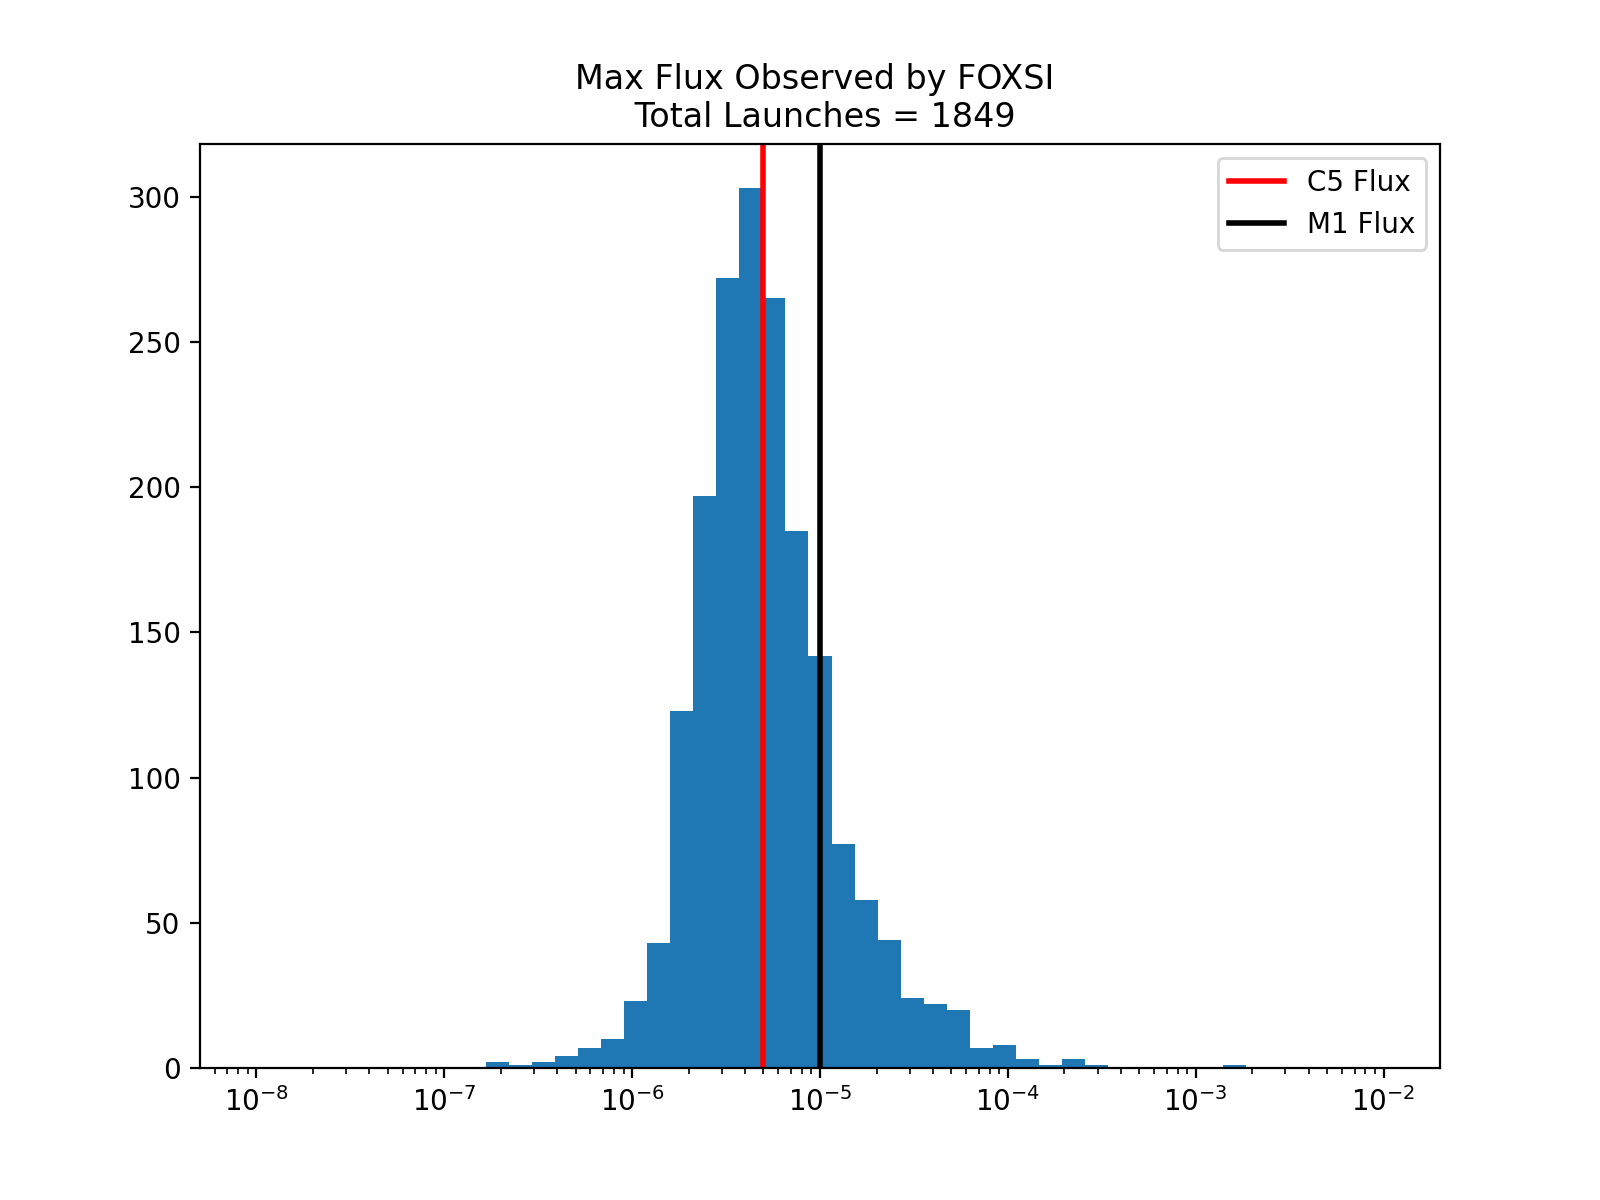 Max Flux Observed by FOXSI
Total Launches = 1849
C5 Flux
M1 Flux
300
250
200
150
100
50
0
10⁻⁸ 10⁻⁷ 10⁻⁶ 10⁻⁵ 10⁻⁴ 10⁻³ 10⁻²